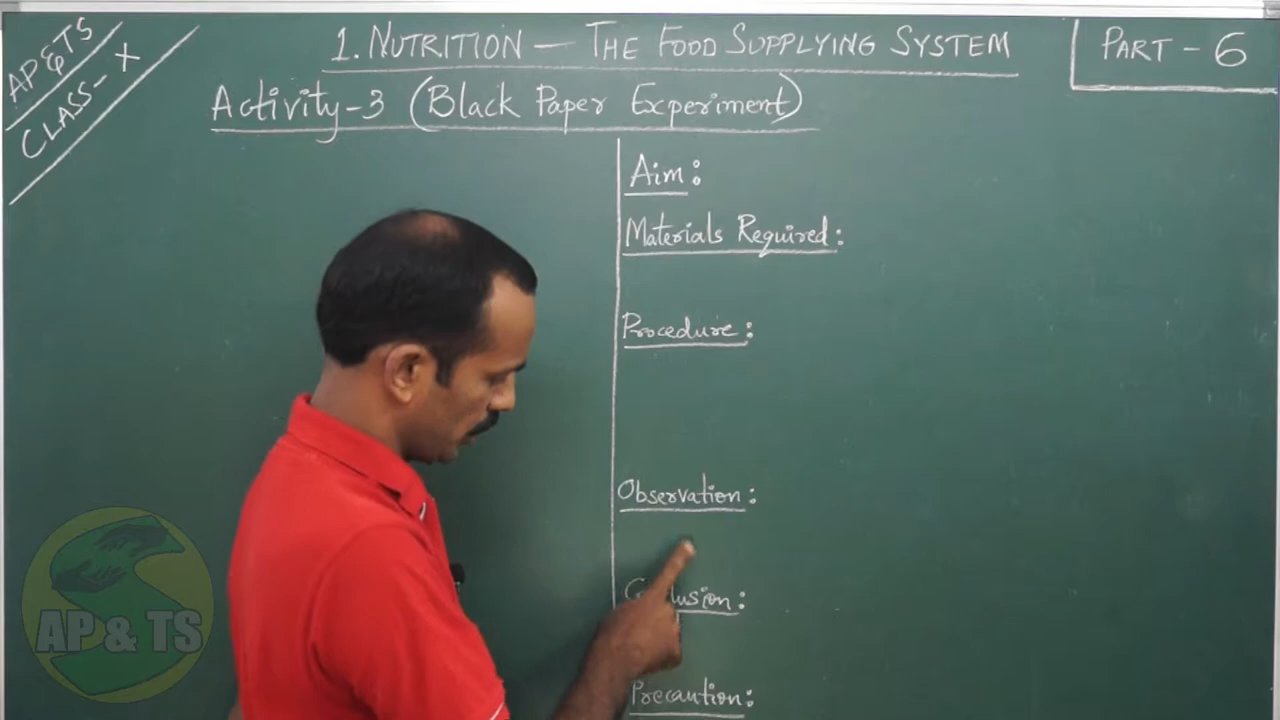 AP & TS
CLASS - X
1. NUTRITION — THE FOOD SUPPLYING SYSTEM
PART - 6
Activity-3 (Black Paper Experiment)
Aim:
Materials Required:
Procedure:
Observation:
Precaution:
AP & TS